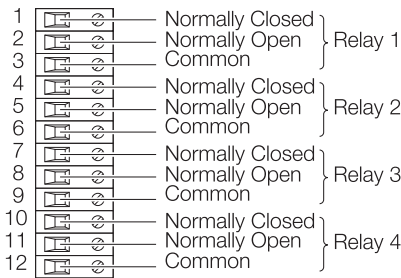 1 Normally Closed
2 Normally Open Relay 1
3 Common
4 Normally Closed
5 Normally Open Relay 2
6 Common
7 Normally Closed
8 Normally Open Relay 3
9 Common
10 Normally Closed
11 Normally Open Relay 4
12 Common